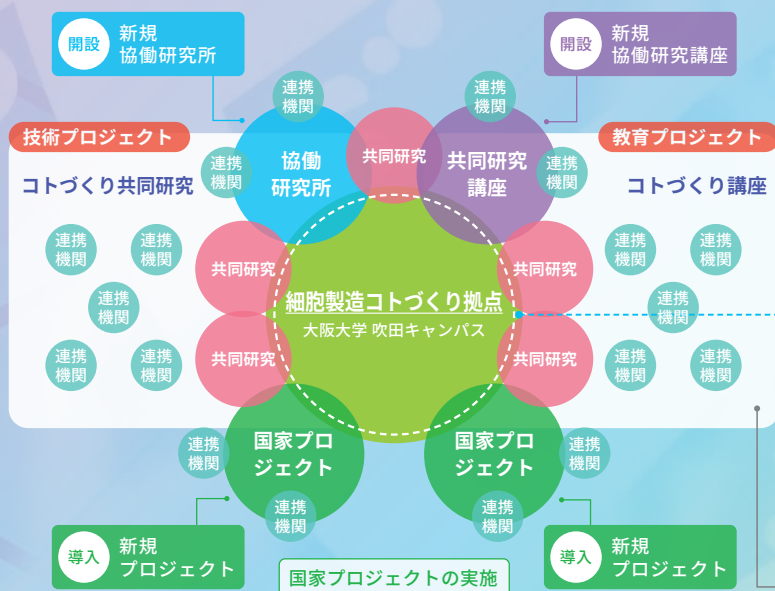 開設
新規
協働研究所
開設
新規
協働研究講座
連携
機関
連携
機関
技術プロジェクト
教育プロジェクト
コトづくり共同研究
連携
機関
協働
研究所
共同研究
共同研究
講座
連携
機関
コトづくり講座
連携
機関
連携
機関
共同研究
共同研究
連携
機関
連携
機関
連携
機関
細胞製造コトづくり拠点
大阪大学 吹田キャンパス
連携
機関
連携
機関
連携
機関
共同研究
共同研究
連携
機関
連携
機関
連携
機関
国家プロ
ジェクト
国家プロ
ジェクト
連携
機関
連携
機関
連携
機関
導入
新規
プロジェクト
導入
新規
プロジェクト
国家プロジェクトの実施